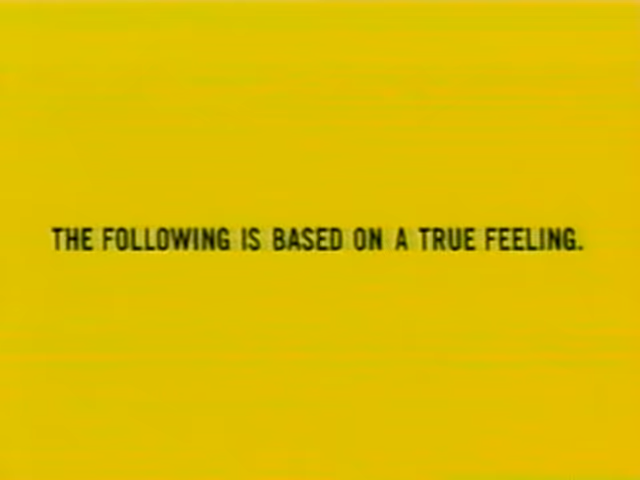 THE FOLLOWING IS BASED ON A TRUE FEELING.